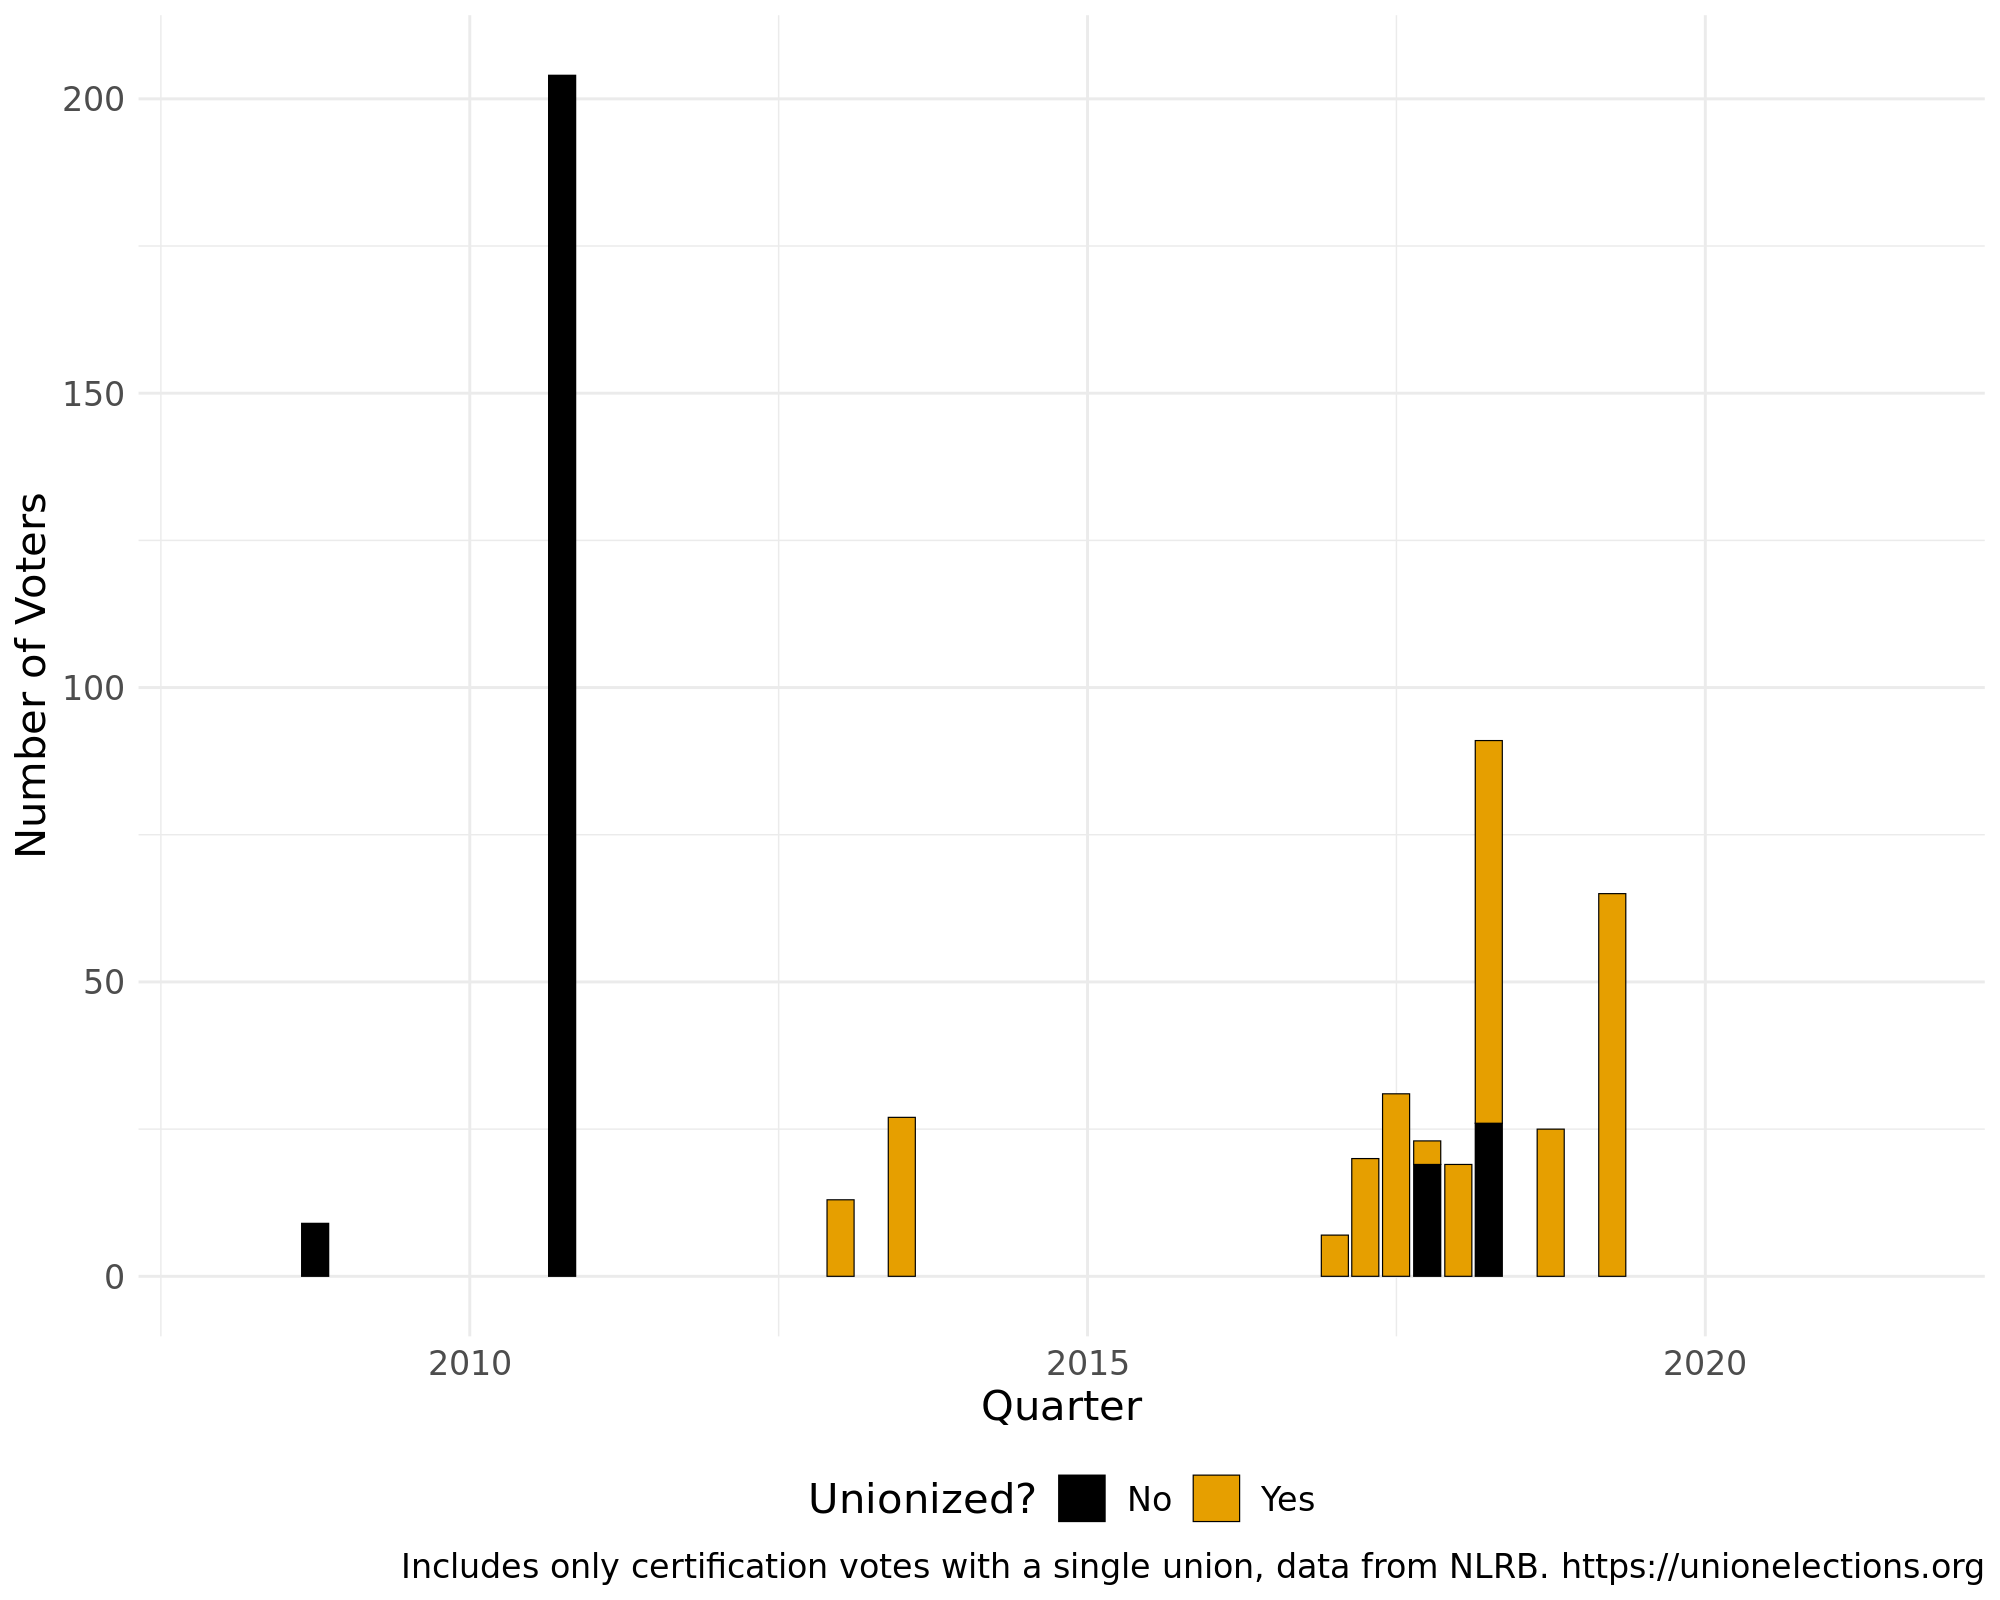 200
150
100
50
0
Number of Voters
2010 2015 2020
Quarter
Unionized? No Yes
Includes only certification votes with a single union, data from NLRB. https://unionelections.org